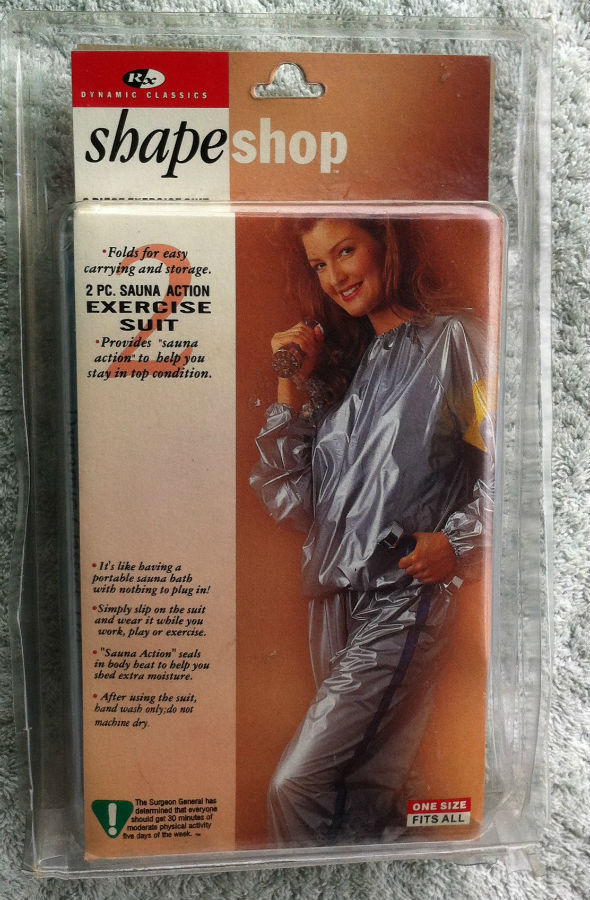 Rx
DYNAMIC CLASSICS
shapeshop
• Folds for easy
carrying and storage.
2 PC. SAUNA ACTION
EXERCISE
SUIT
• Provides "sauna
action" to help you
stay in top condition.
2
• It's like having a
portable sauna bath
with nothing to plug in!
• Simply slip on the suit
and wear it while you
work, play or exercise.
• "Sauna Action" seals
in body heat to help you
shed extra moisture.
• After using the suit,
hand wash only; do not
machine dry.
!
The Surgeon General has
determined that everyone
should get 30 minutes of
moderate physical activity
five days of the week. ™
ONE SIZE
FITS ALL